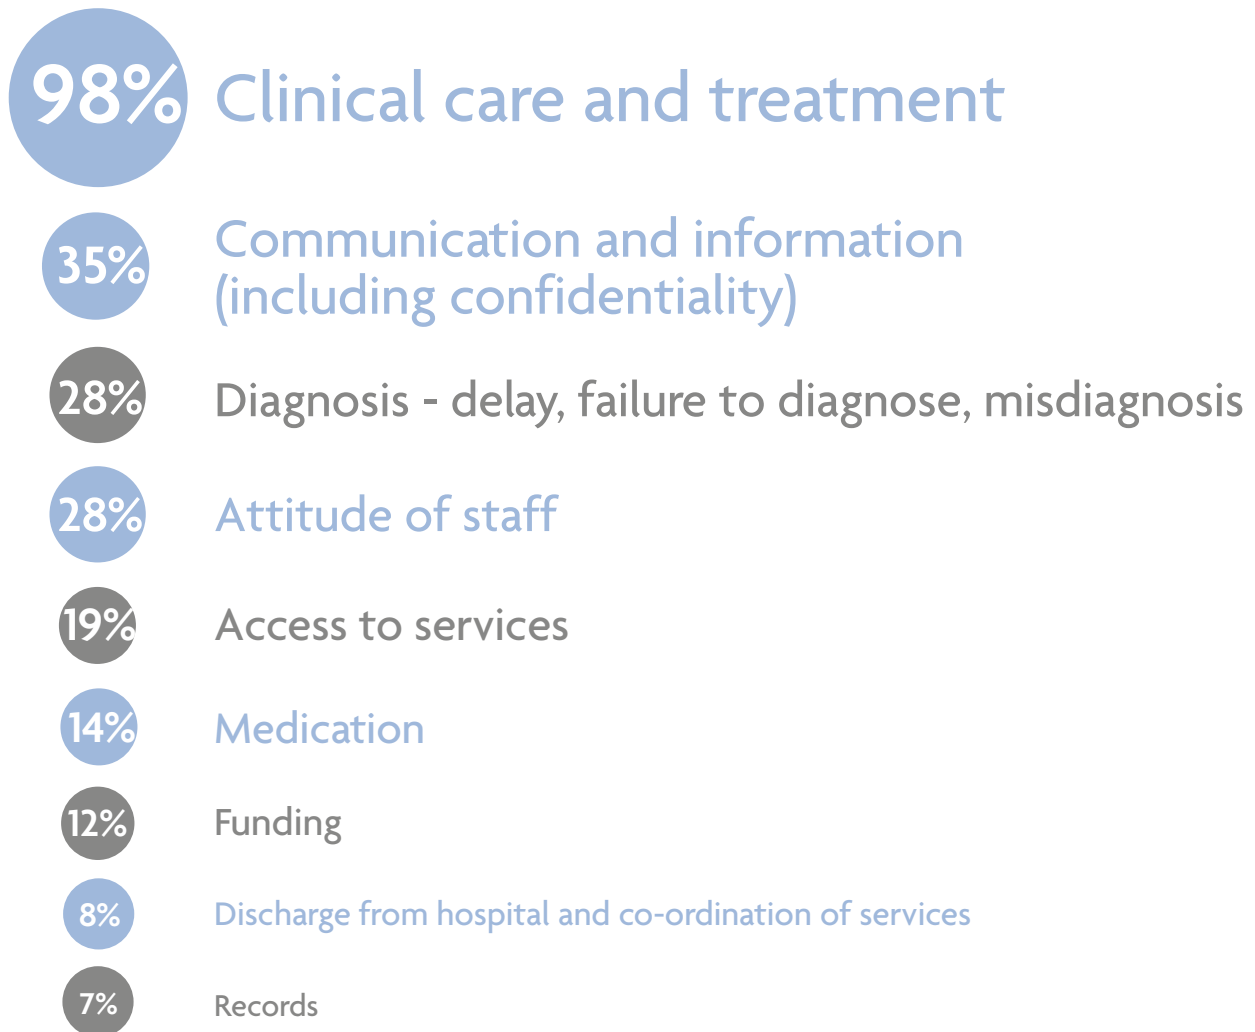 98% Clinical care and treatment
35% Communication and information
(including confidentiality)
28% Diagnosis - delay, failure to diagnose, misdiagnosis
28% Attitude of staff
19% Access to services
14% Medication
12% Funding
8% Discharge from hospital and co-ordination of services
7% Records